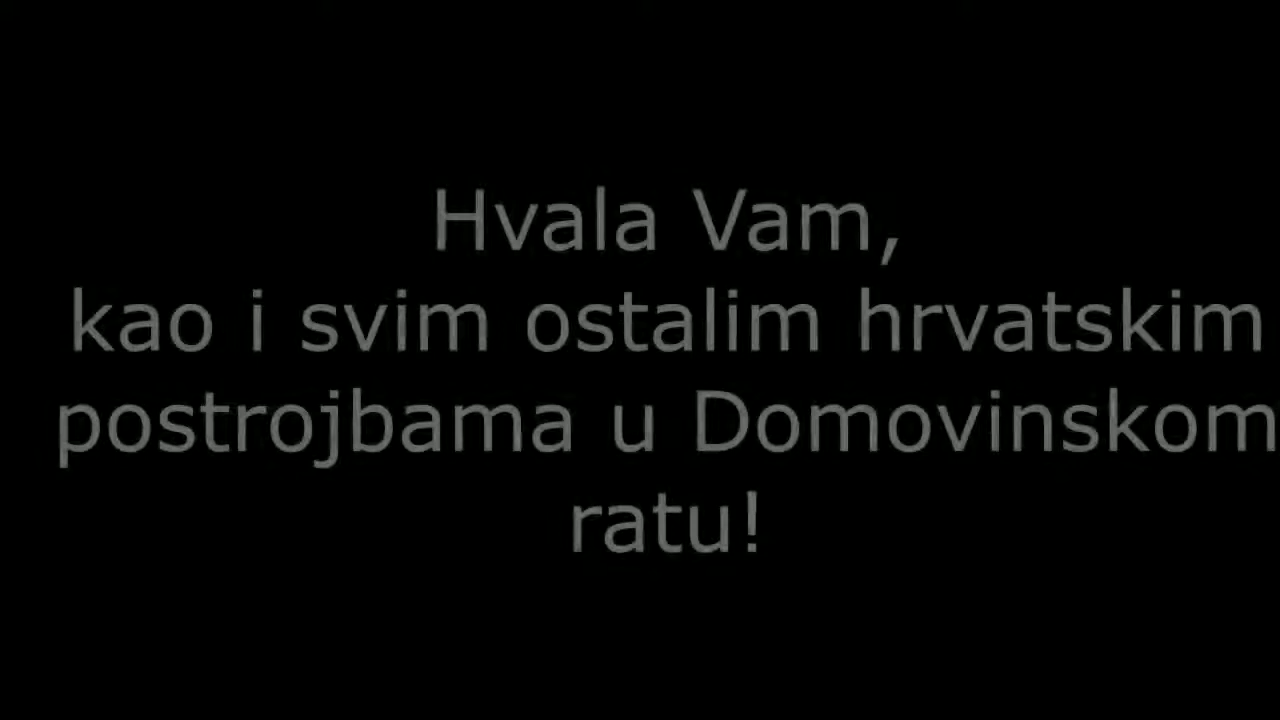 Hvala Vam,
kao i svim ostalim hrvatskim
postrojbama u Domovinskom
ratu!